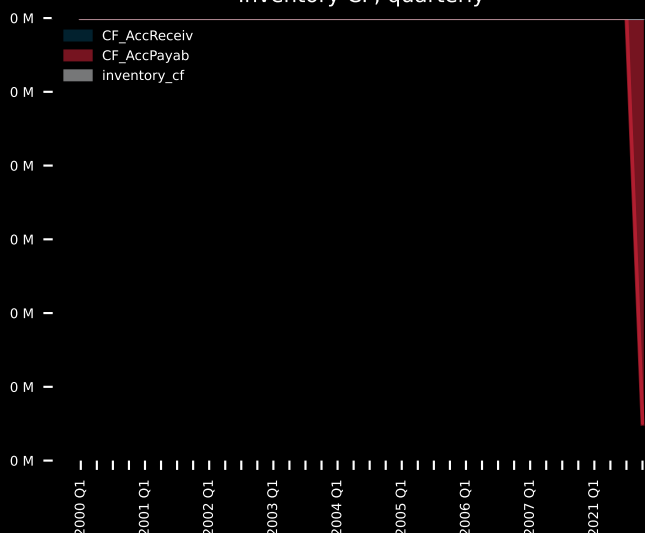 inventory CF, quarterly
0 M
CF_AccReceiv
CF_AccPayab
inventory_cf
0 M
0 M
0 M
0 M
0 M
0 M
2000 Q1
2001 Q1
2002 Q1
2003 Q1
2004 Q1
2005 Q1
2006 Q1
2007 Q1
2021 Q1